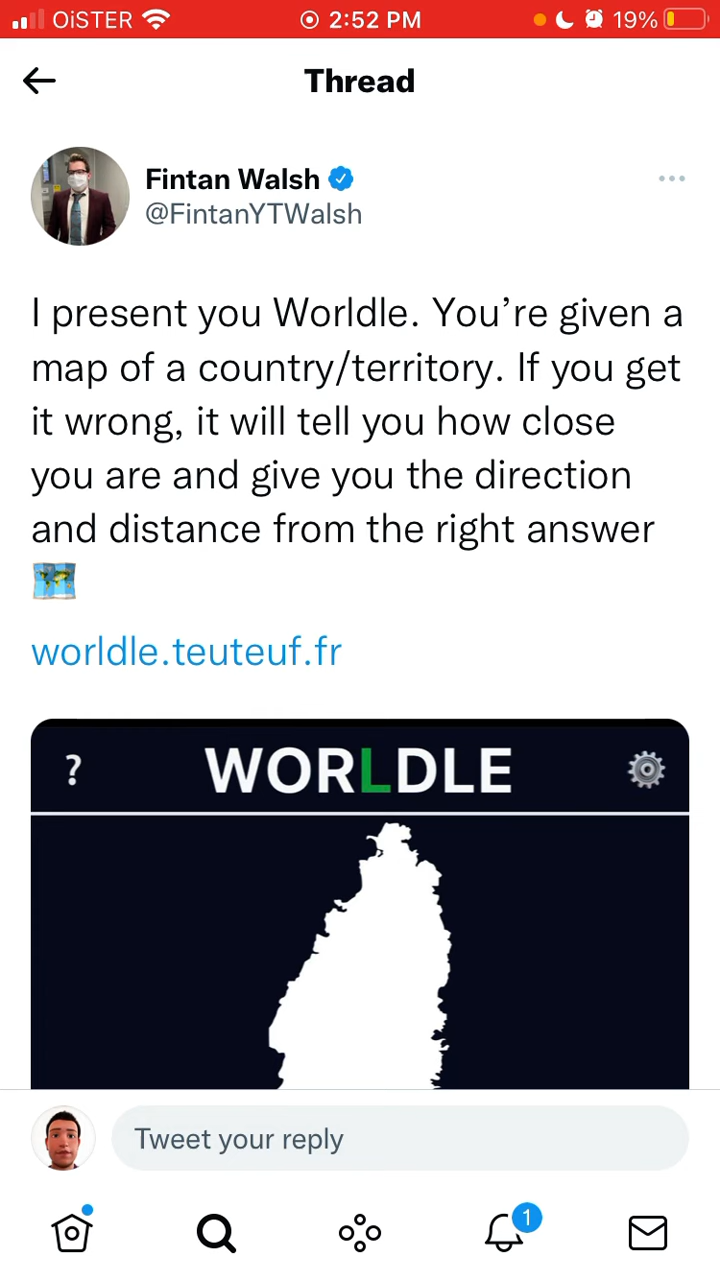 OiSTER 2:52 PM 19%
Thread
Fintan Walsh
@FintanYTWalsh
I present you Worldle. You’re given a
map of a country/territory. If you get
it wrong, it will tell you how close
you are and give you the direction
and distance from the right answer
worldle.teuteuf.fr
? WORLDLE
Tweet your reply
1